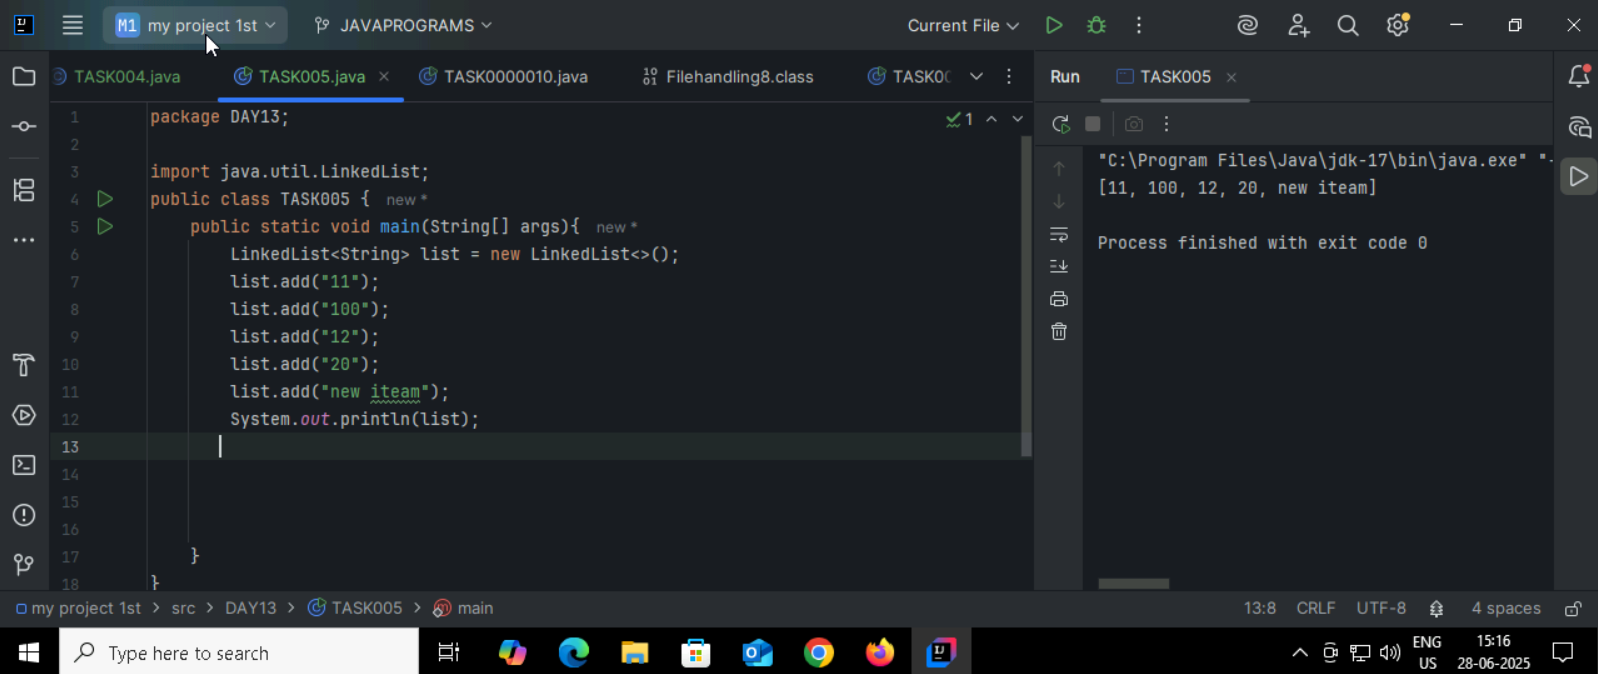 M1 my project 1st JAVAPROGRAMS Current File
TASK004.java TASK005.java TASK0000010.java Filehandling8.class TASK00 Run TASK005
1 package DAY13; 1
2
3 import java.util.LinkedList;
4 public class TASK005 { new *
5 public static void main(String[] args){ new *
6 LinkedList<String> list = new LinkedList<>();
7 list.add("11");
8 list.add("100");
9 list.add("12");
10 list.add("20");
11 list.add("new iteam");
12 System.out.println(list);
13
14
15
16
17 }
18 }
"C:\Program Files\Java\jdk-17\bin\java.exe" "-
[11, 100, 12, 20, new iteam]
Process finished with exit code 0
my project 1st > src > DAY13 > TASK005 > main 13:8 CRLF UTF-8 4 spaces
Type here to search
ENG
US
15:16
28-06-2025